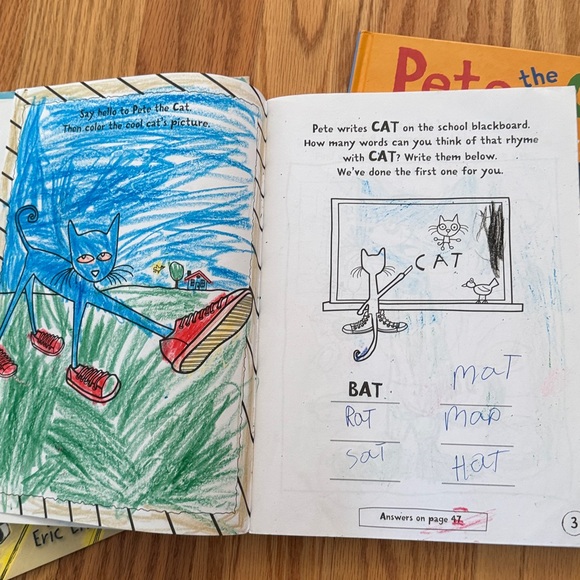 Pete the
Say hello to Pete the Cat.
Then color the cool cat's picture.
Pete writes CAT on the school blackboard.
How many words can you think of that rhyme
with CAT? Write them below.
We've done the first one for you.
CAT
BAT
mat
Rat
map
Sat
Hat
Answers on page 47.
3
Eric